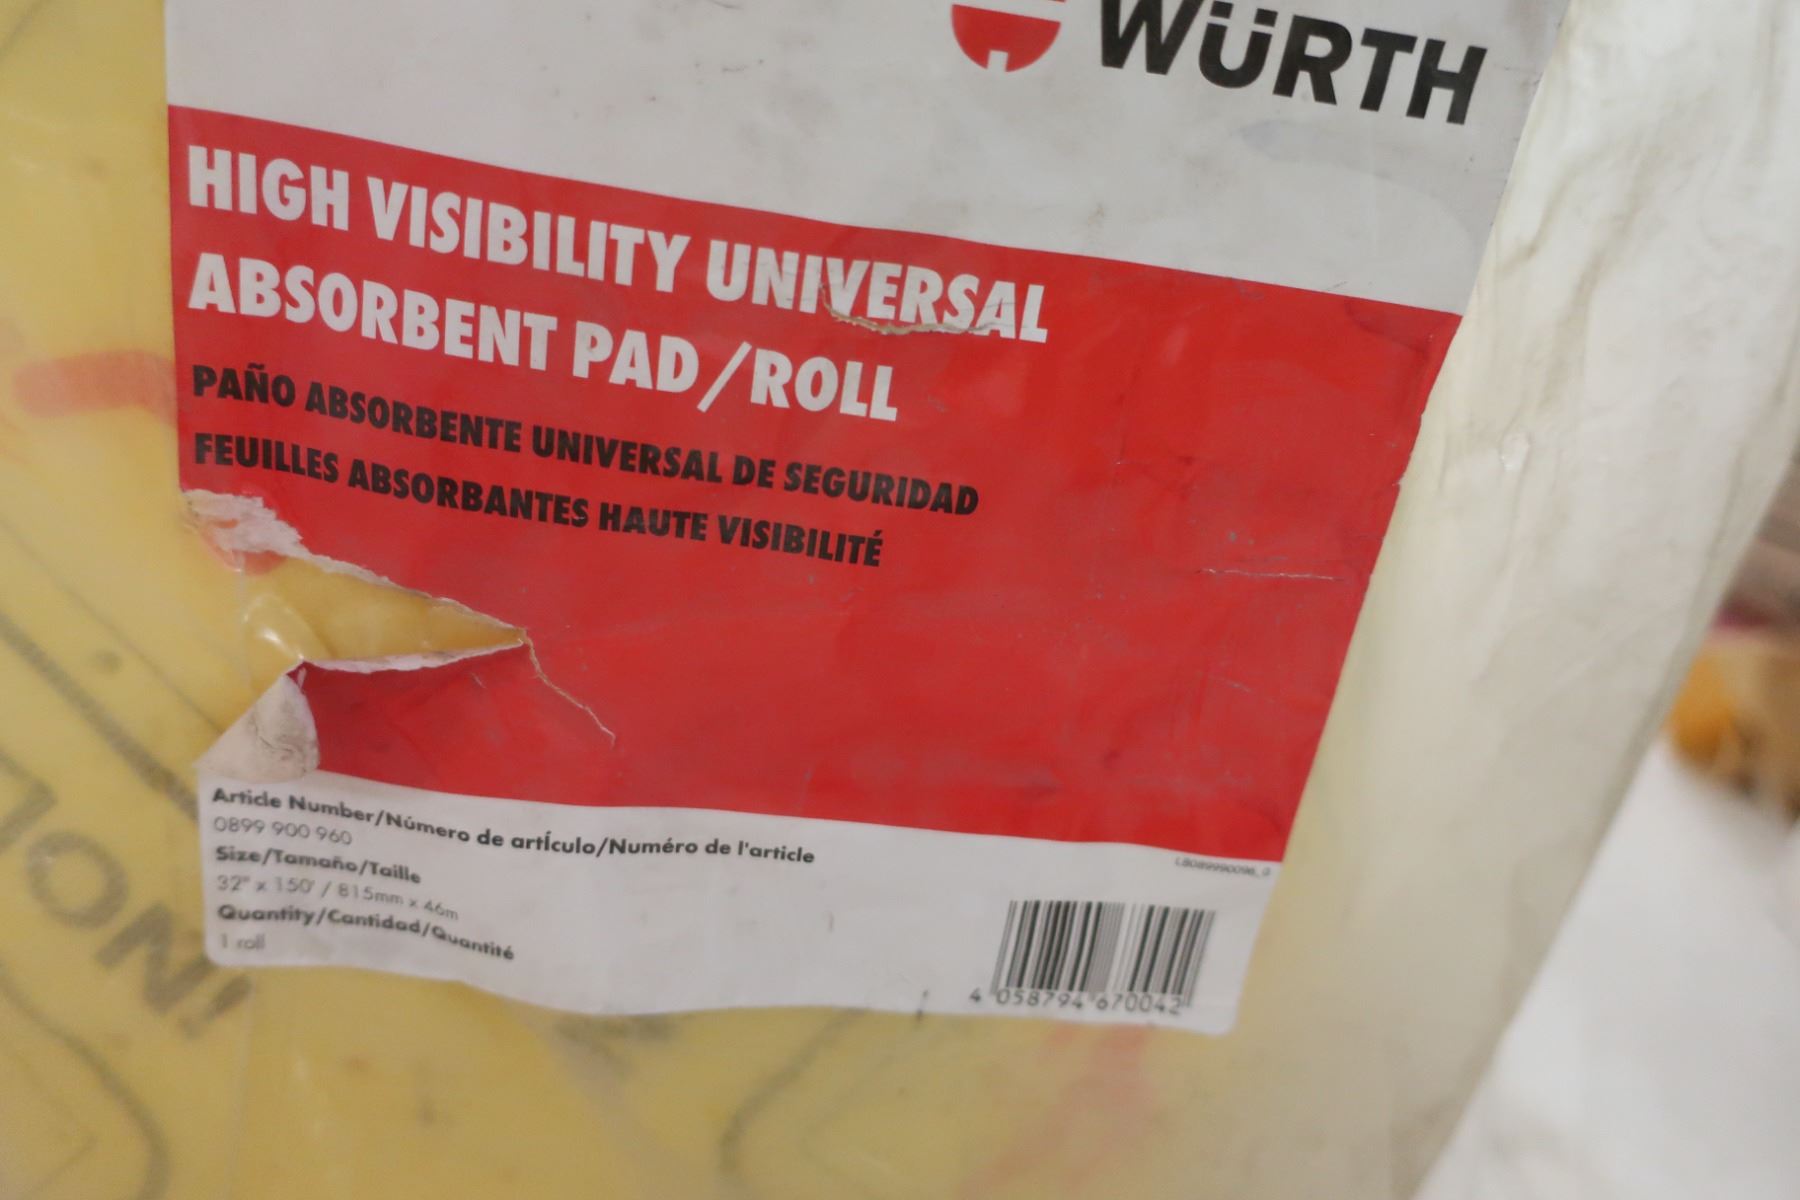 WÜRTH
HIGH VISIBILITY UNIVERSAL
ABSORBENT PAD/ROLL
PAÑO ABSORBENTE UNIVERSAL DE SEGURIDAD
FEUILLES ABSORBANTES HAUTE VISIBILITÉ
Article Number/Número de artÍculo/Numéro de l'article
0899 900 960
Size/Tamaño/Taille
32" x 150' / 815mm x 46m
Quantity/Cantidad/Quantité
1 roll
4 058794 670042
ION!